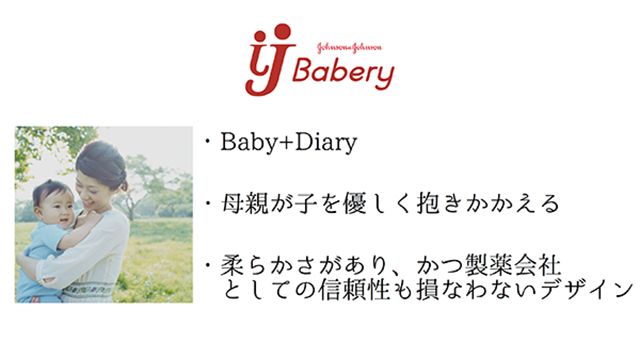 Johnson&Johnson
Babery
・Baby+Diary
・母親が子を優しく抱きかかえる
・柔らかさがあり、かつ製薬会社
としての信頼性も損なわないデザイン